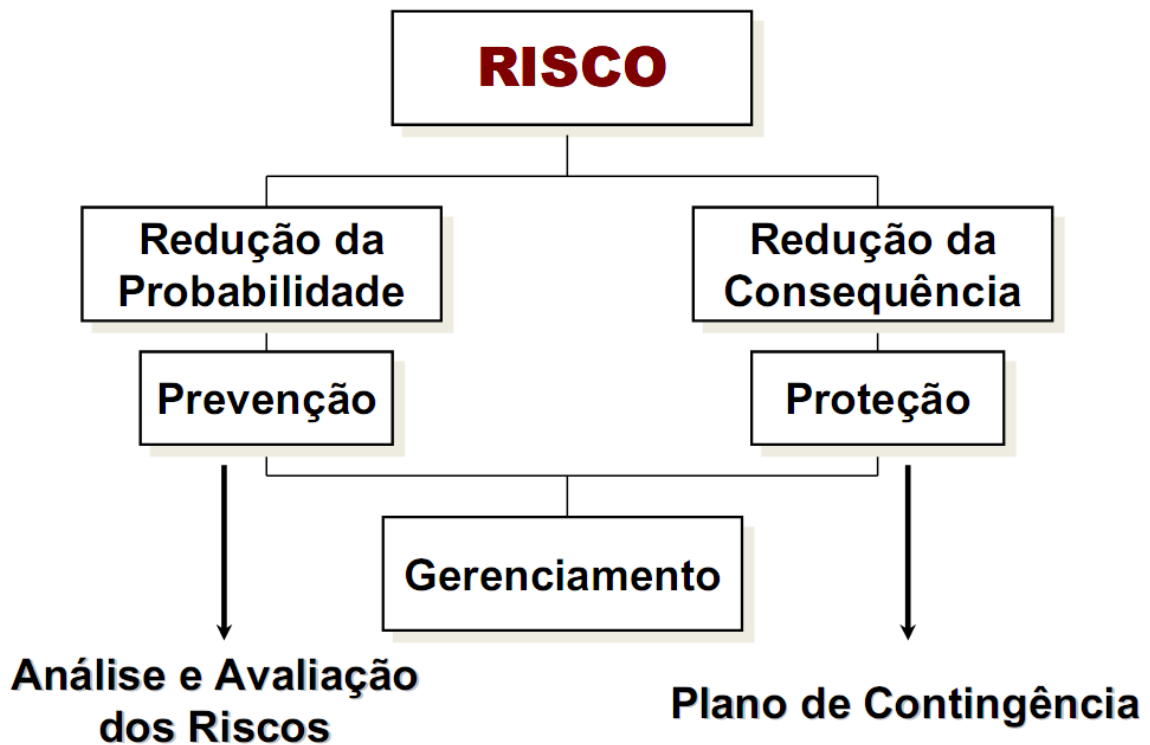 RISCO
Redução da
Probabilidade
Redução da
Consequência
Prevenção
Proteção
Gerenciamento
Análise e Avaliação
dos Riscos
Plano de Contingência